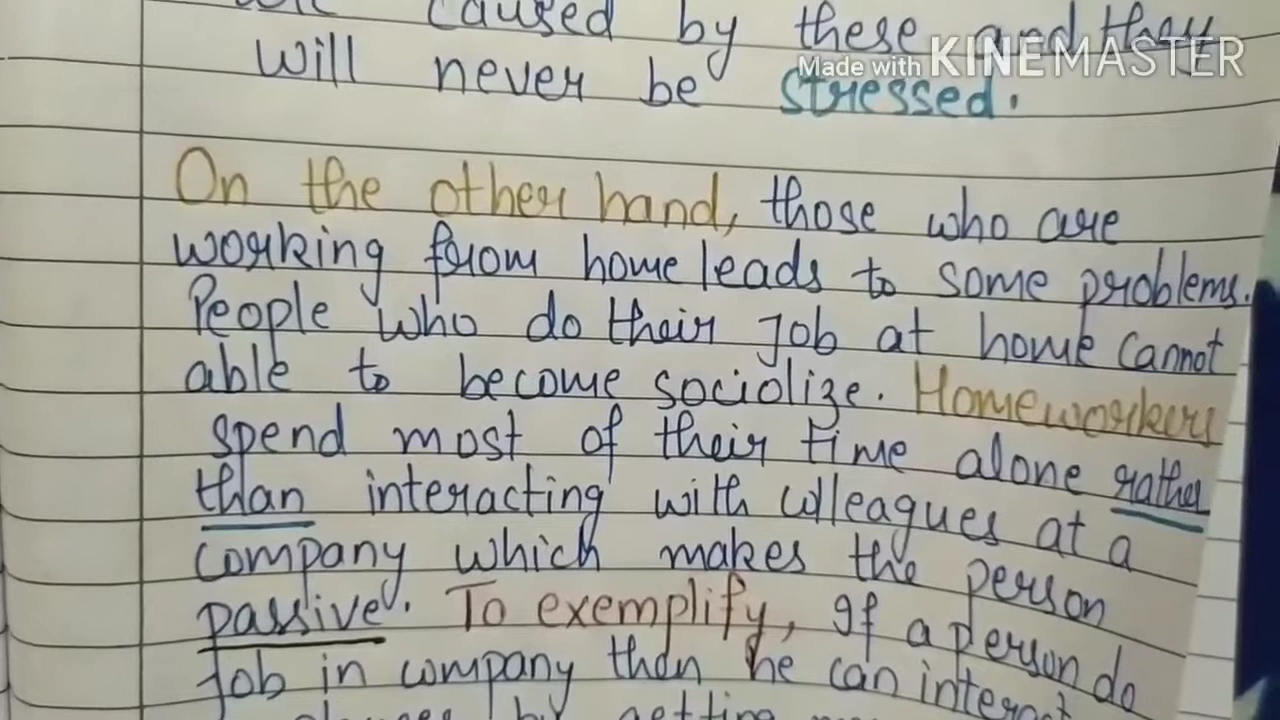 caused by these and they
Made with KINEMASTER
will never be stressed.
On the other hand, those who are
working from home leads to some problems.
People who do their job at home cannot
able to become sociolize. Homeworkers
spend most of their time alone rather
than interacting with colleagues at a
company which makes the person
passive. To exemplify, If a person do
job in company then he can interact
by getting